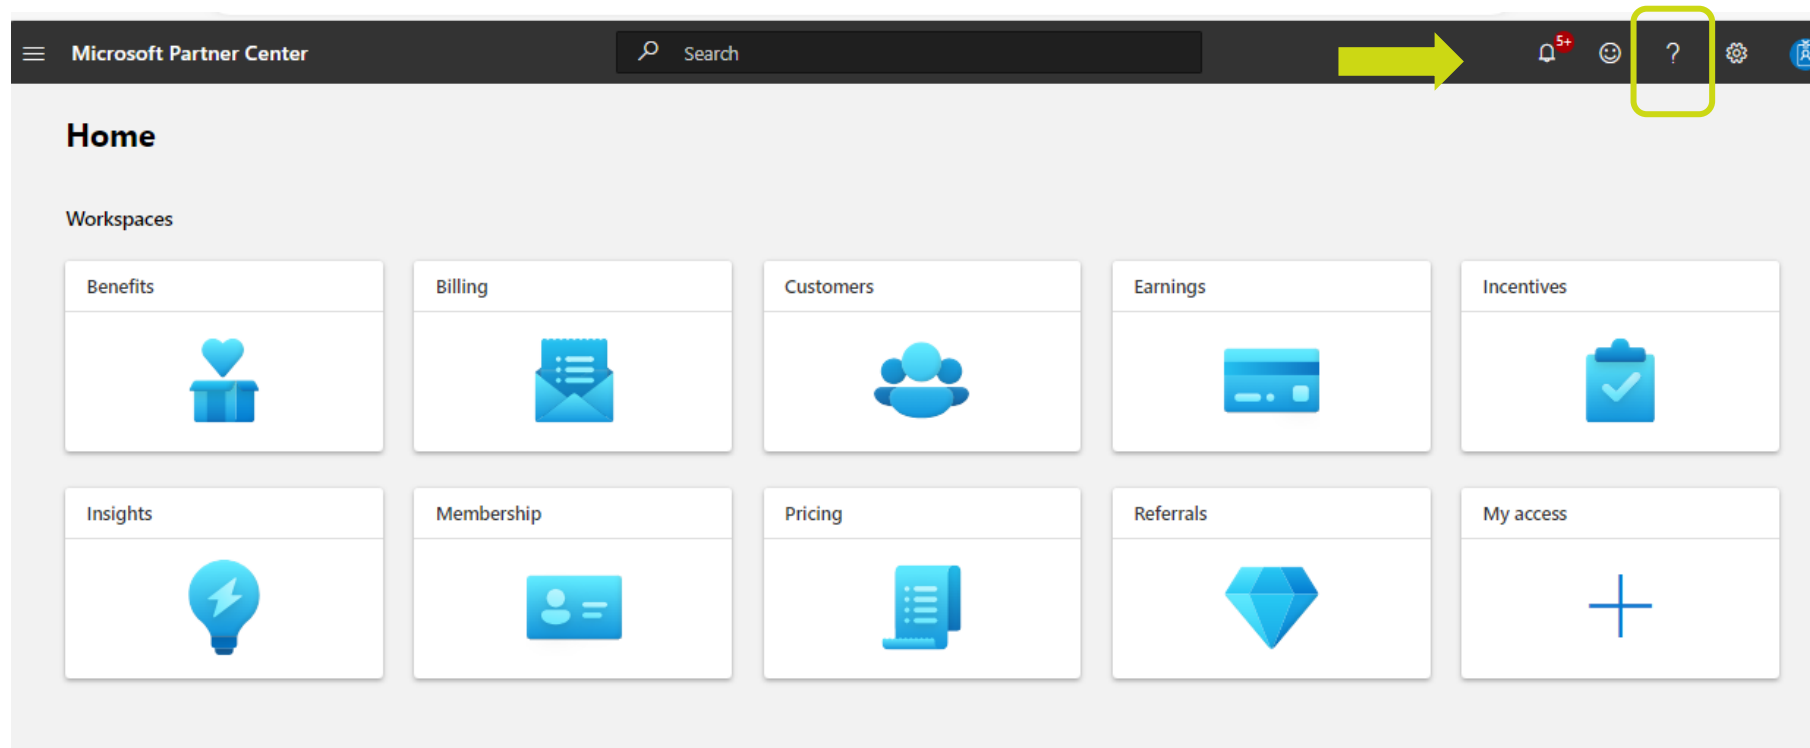 Microsoft Partner Center
Search
5+
?
Home
Workspaces
Benefits
Billing
Customers
Earnings
Incentives
Insights
Membership
Pricing
Referrals
My access